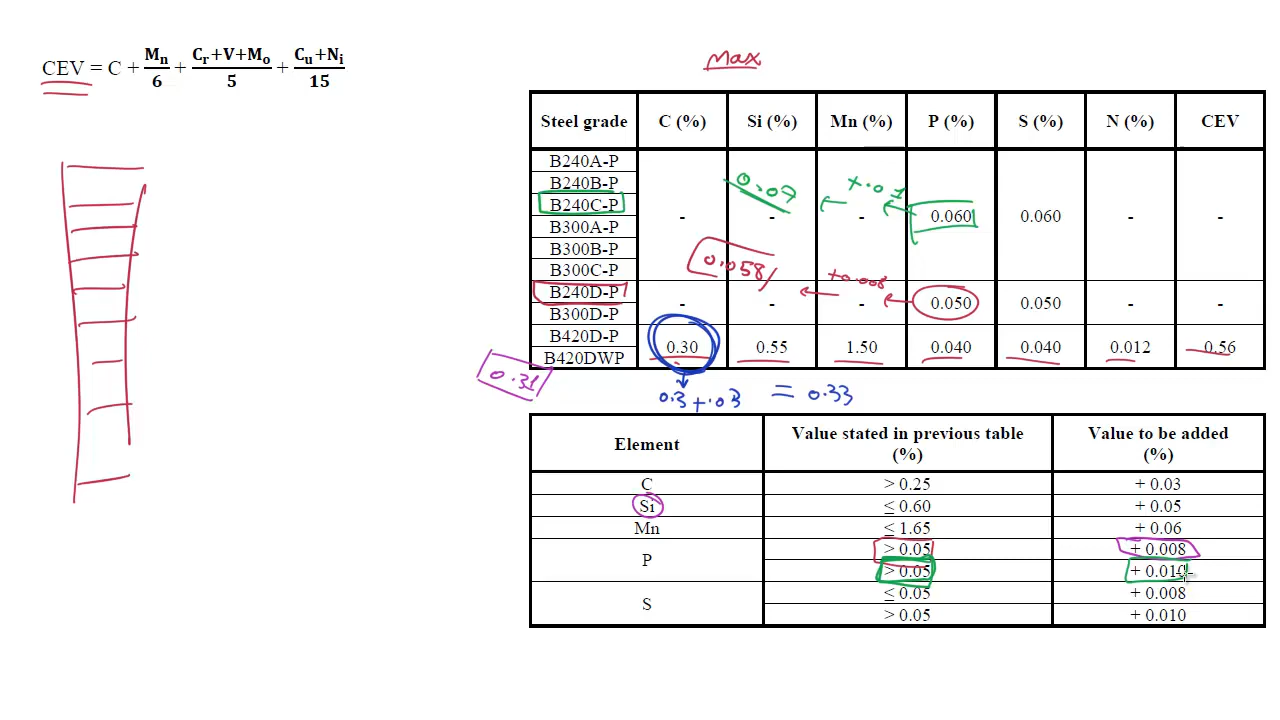 CEV = C + Mn/6 + Cr+V+Mo/5 + Cu+Ni/15
max
Steel grade C (%) Si (%) Mn (%) P (%) S (%) N (%) CEV
B240A-P
B240B-P
B240C-P
B300A-P
B300B-P
B300C-P
- - - 0.060 0.060 - -
0.07 +.01
B240D-P
B300D-P
- - - 0.050 0.050 - -
0.058 +0.008
B420D-P
B420DWP
0.30 0.55 1.50 0.040 0.040 0.012 0.56
0.31
0.3+.03 = 0.33
Element Value stated in previous table (%) Value to be added (%)
C > 0.25 + 0.03
Si ≤ 0.60 + 0.05
Mn ≤ 1.65 + 0.06
P > 0.05 + 0.008
> 0.05 + 0.010
S ≤ 0.05 + 0.008
> 0.05 + 0.010